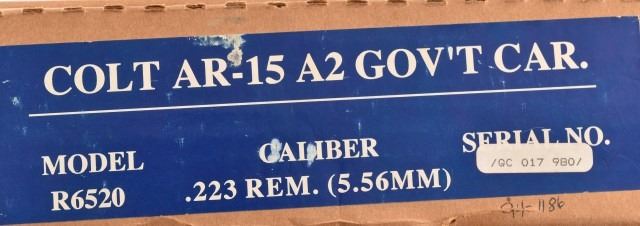 COLT AR-15 A2 GOV'T CAR.
MODEL CALIBER SERIAL NO.
R6520 .223 REM. (5.56MM) /GC 017 980/